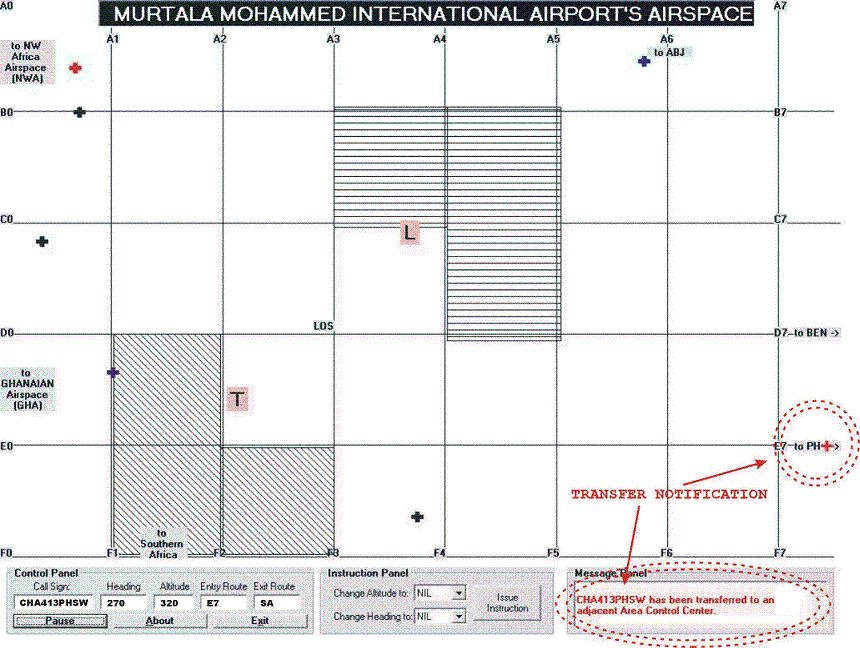 A0
MURTALA MOHAMMED INTERNATIONAL AIRPORT'S AIRSPACE
A7
A1
A2
A3
A4
A5
A6
to NW
Africa
Airspace
(NWA)
to ABJ
B0
B7
C0
C7
L
LOS
D0
D7
to BEN ->
to
GHANAIAN
Airspace
(GHA)
T
E0
E7
to PH
->
TRANSFER NOTIFICATION
to
Southern
Africa
F0
F1
F2
F3
F4
F5
F6
F7
Control Panel
Call Sign:
Heading
Altitude
Entry Route
Exit Route
CHA413PHSW
270
320
E7
SA
Pause
About
Exit
Instruction Panel
Change Altitude to:
NIL
Change Heading to:
NIL
Issue
Instruction
Message Panel
CHA413PHSW has been transferred to an
adjacent Area Control Center.